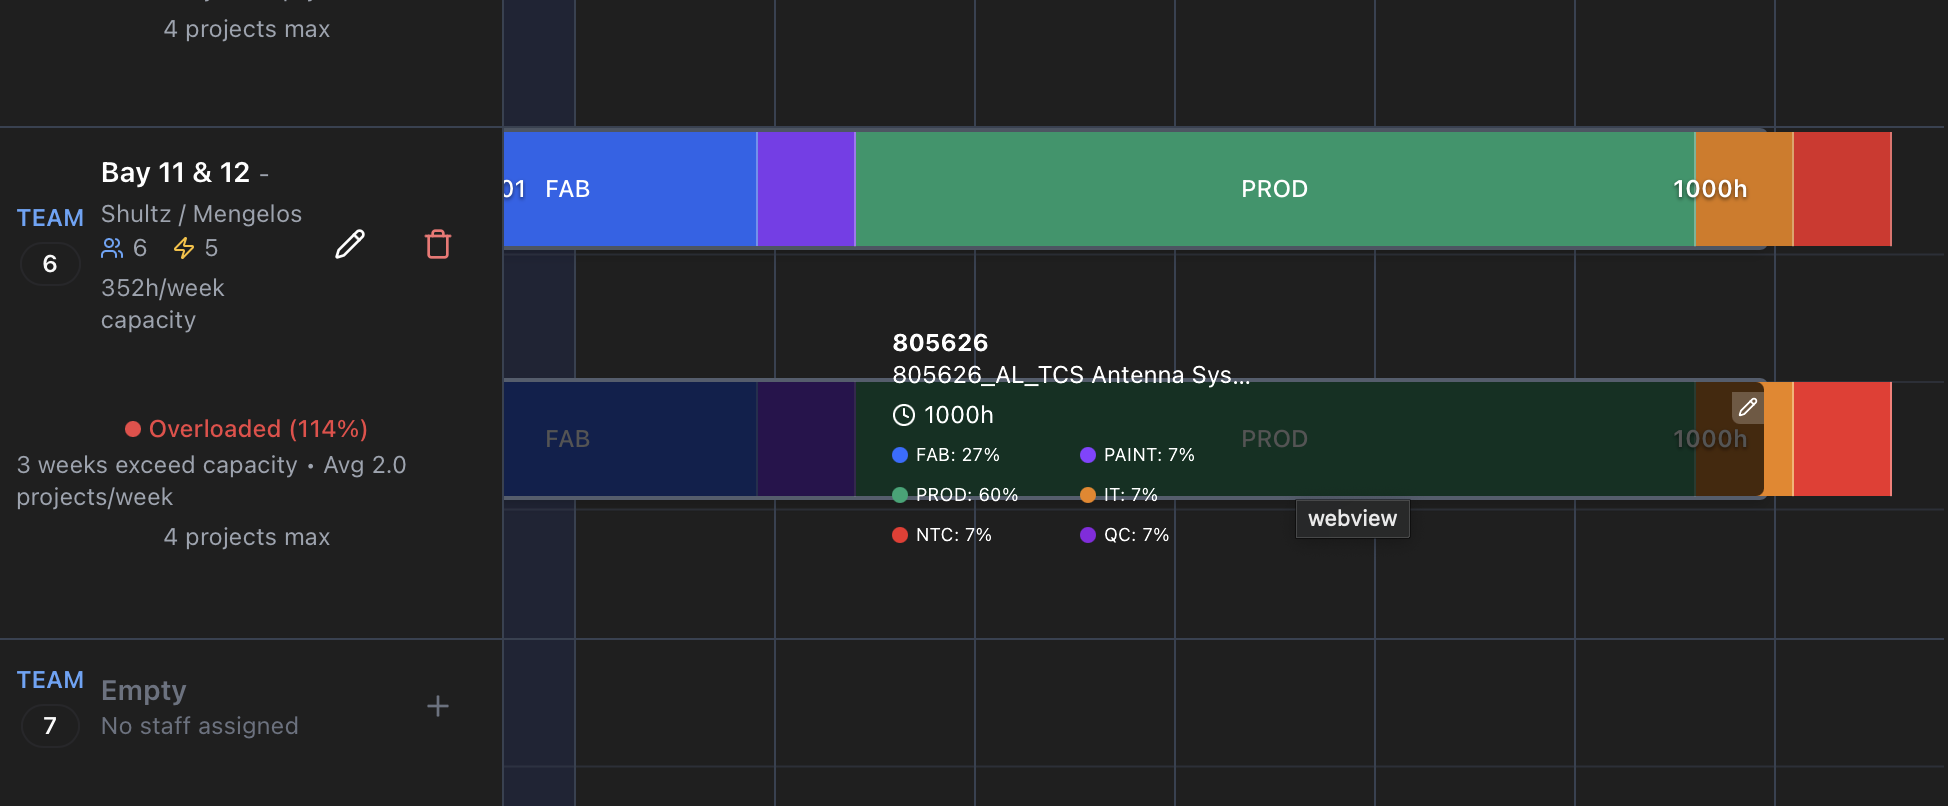 4 projects max
Bay 11 & 12 -
TEAM
6
Shultz / Mengelos
6 5
352h/week
capacity
Overloaded (114%)
3 weeks exceed capacity • Avg 2.0
projects/week
4 projects max
TEAM
7
Empty
No staff assigned
01 FAB PROD 1000h
805626
805626_AL_TCS Antenna Sys...
1000h
FAB PROD 1000h
FAB: 27% PAINT: 7%
PROD: 60% IT: 7%
NTC: 7% QC: 7%
webview